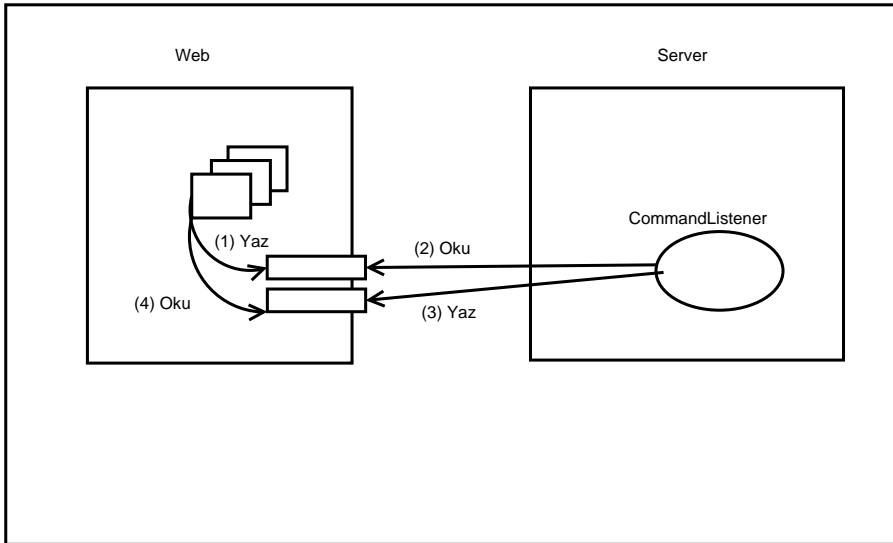 Web
Server
CommandListener
(1) Yaz
(2) Oku
(4) Oku
(3) Yaz